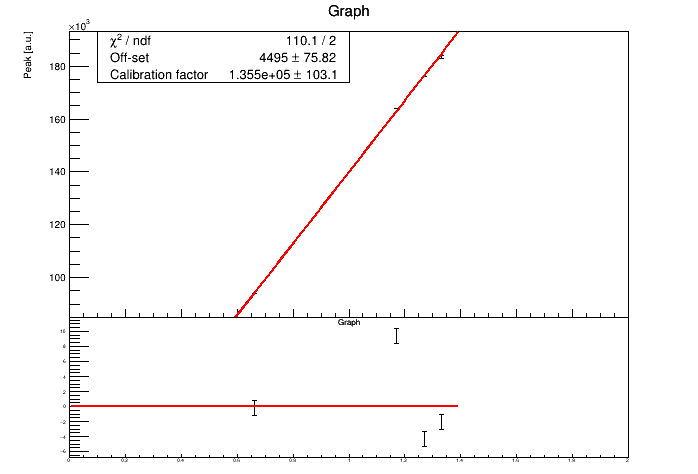 Graph
×10³
Peak [a.u.]
χ² / ndf 110.1 / 2
Off-set 4495 ± 75.82
Calibration factor 1.355e+05 ± 103.1
180
160
140
120
100
Graph
10
8
6
4
2
0
−2
−4
−6
0 0.2 0.4 0.6 0.8 1 1.2 1.4 1.6 1.8 2